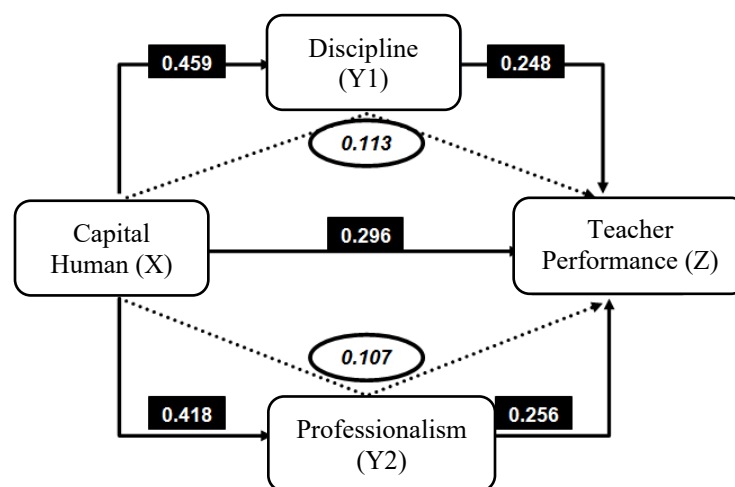 Discipline
(Y1)
0.459
0.248
0.113
Capital
Human (X)
0.296
Teacher
Performance (Z)
0.107
0.418
Professionalism
(Y2)
0.256